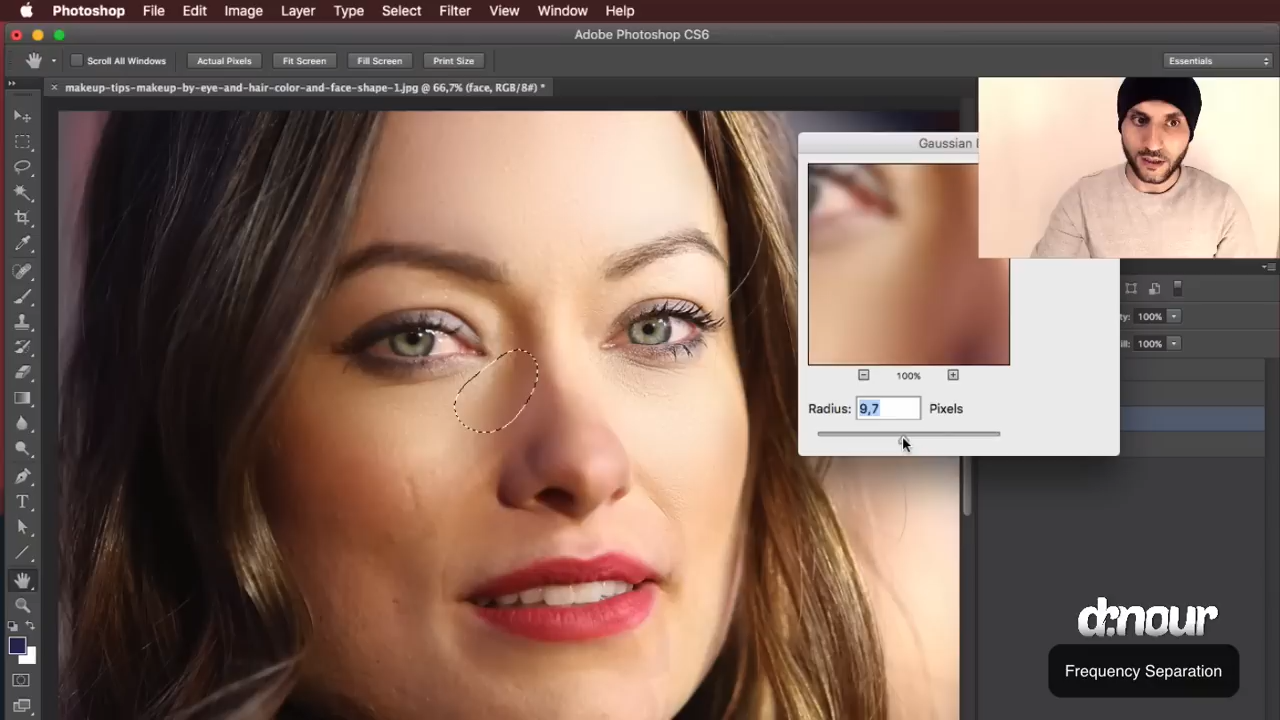 Photoshop File Edit Image Layer Type Select Filter View Window Help
Adobe Photoshop CS6
Scroll All Windows Actual Pixels Fit Screen Fill Screen Print Size Essentials
makeup-tips-makeup-by-eye-and-hair-color-and-face-shape-1.jpg @ 66,7% (face, RGB/8#) *
Gaussian
100%
100%
100%
Radius: 9,7 Pixels
d:nour
Frequency Separation